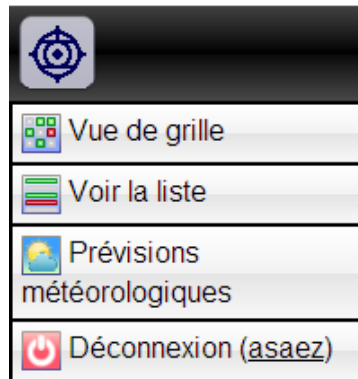 Vue de grille
Voir la liste
Prévisions
météorologiques
Déconnexion (asaez)